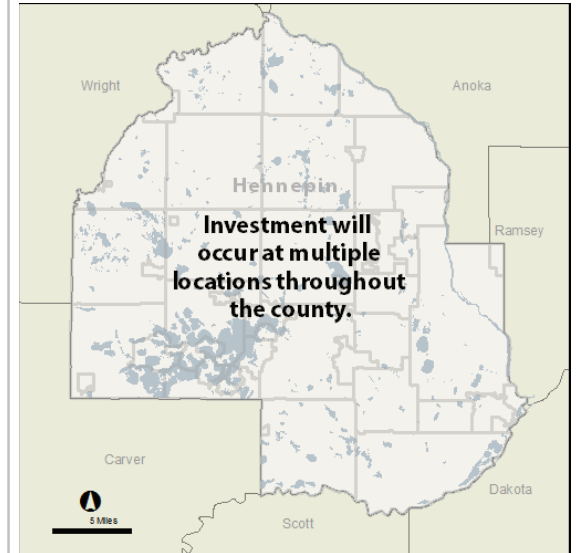 Wright
Anoka
Hennepin
Ramsey
Investment will
occur at multiple
locations throughout
the county.
Carver
Dakota
5 Miles
Scott